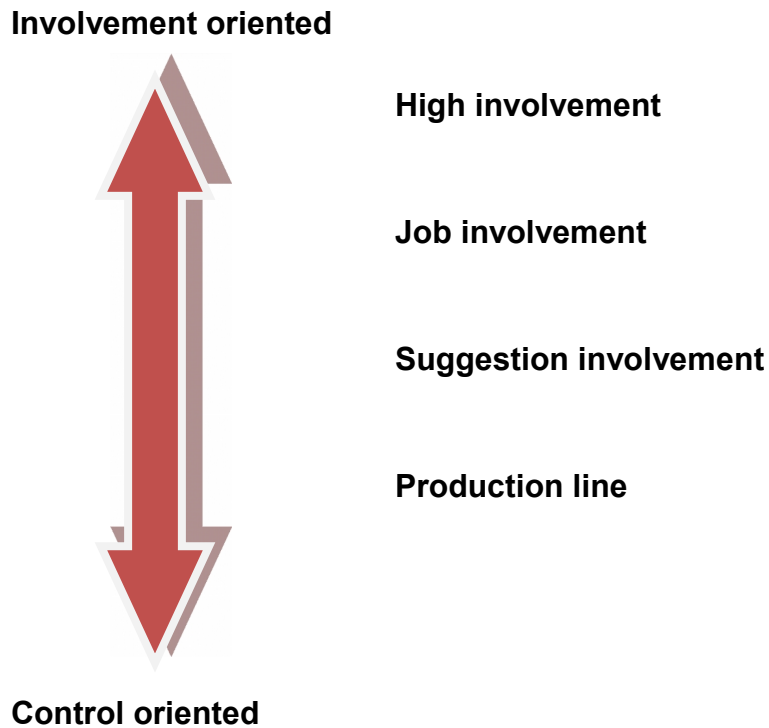 Involvement oriented
High involvement
Job involvement
Suggestion involvement
Production line
Control oriented